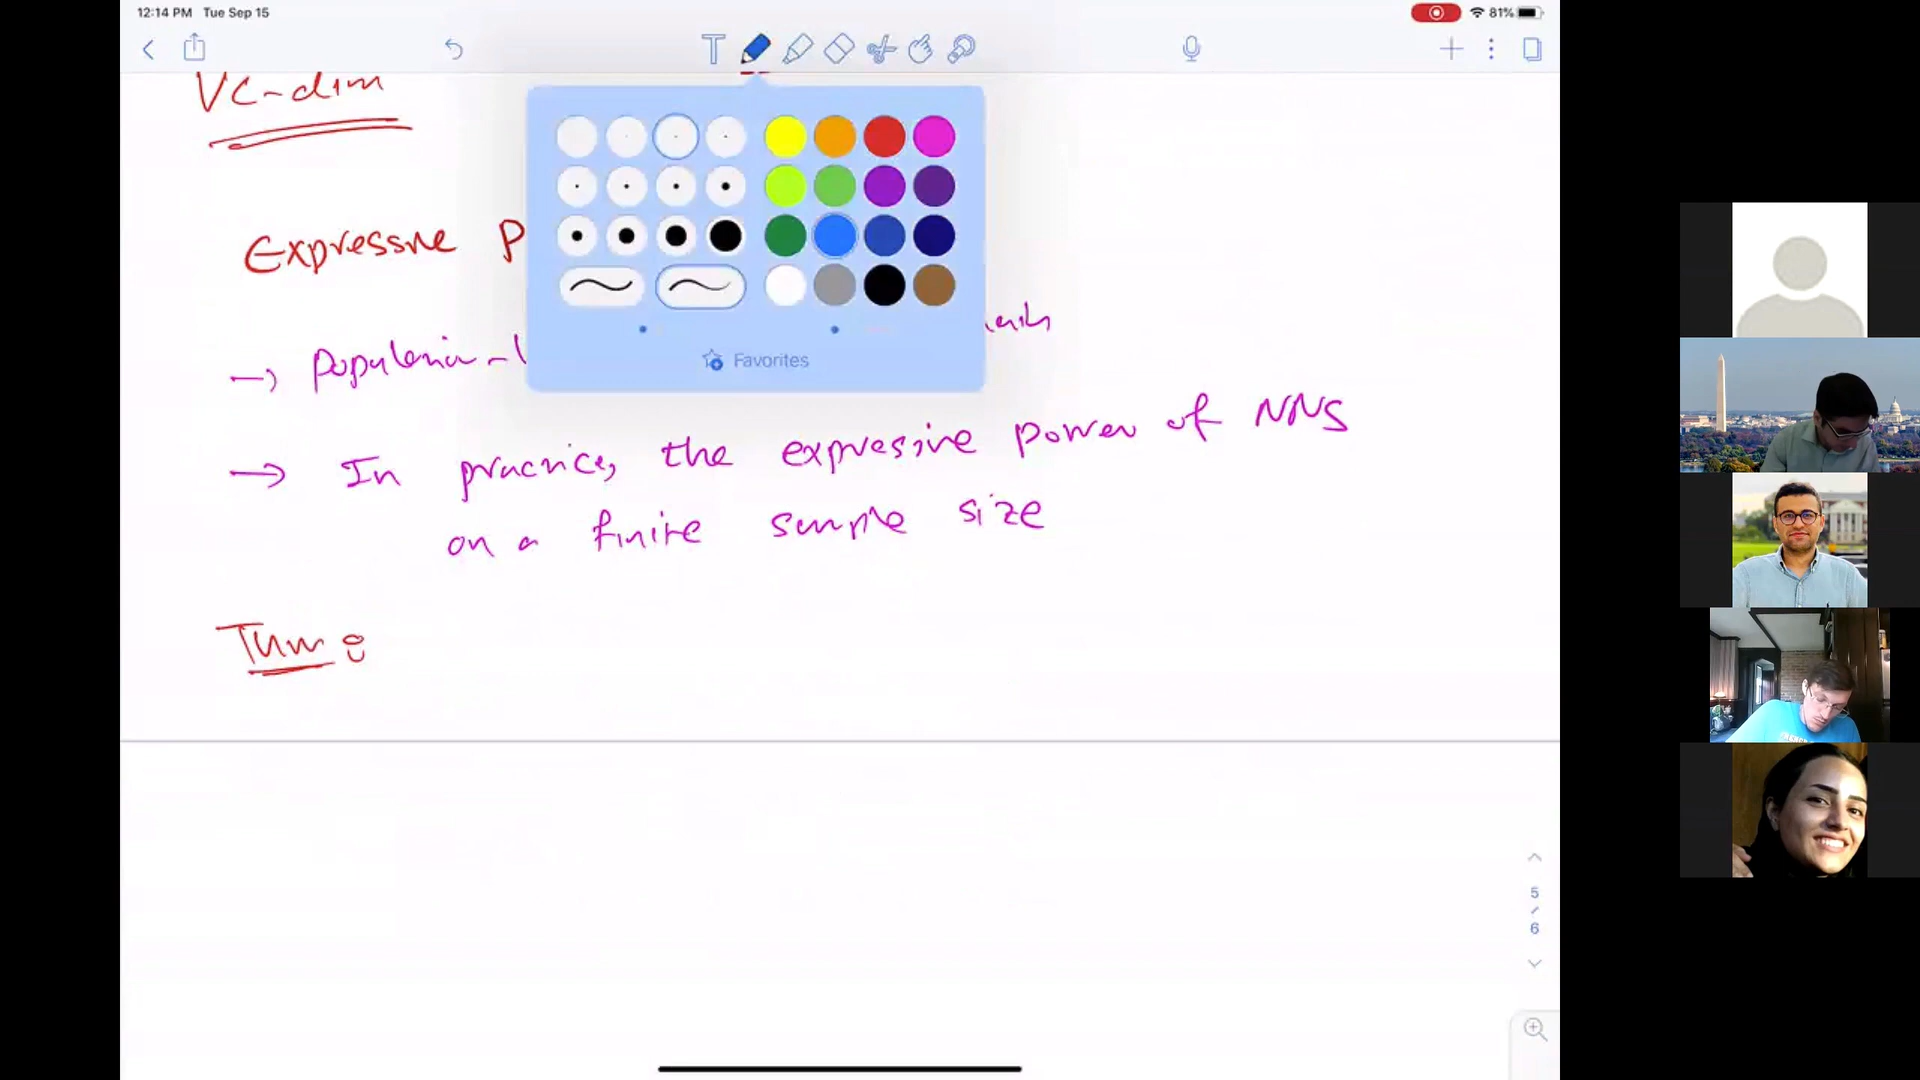 12:14 PM Tue Sep 15
81%
T
VC-dim
Expressive P
Favorites
→
→ In practice, the expressive power of NNs
on a finite sample size
Thm:
5
/
6